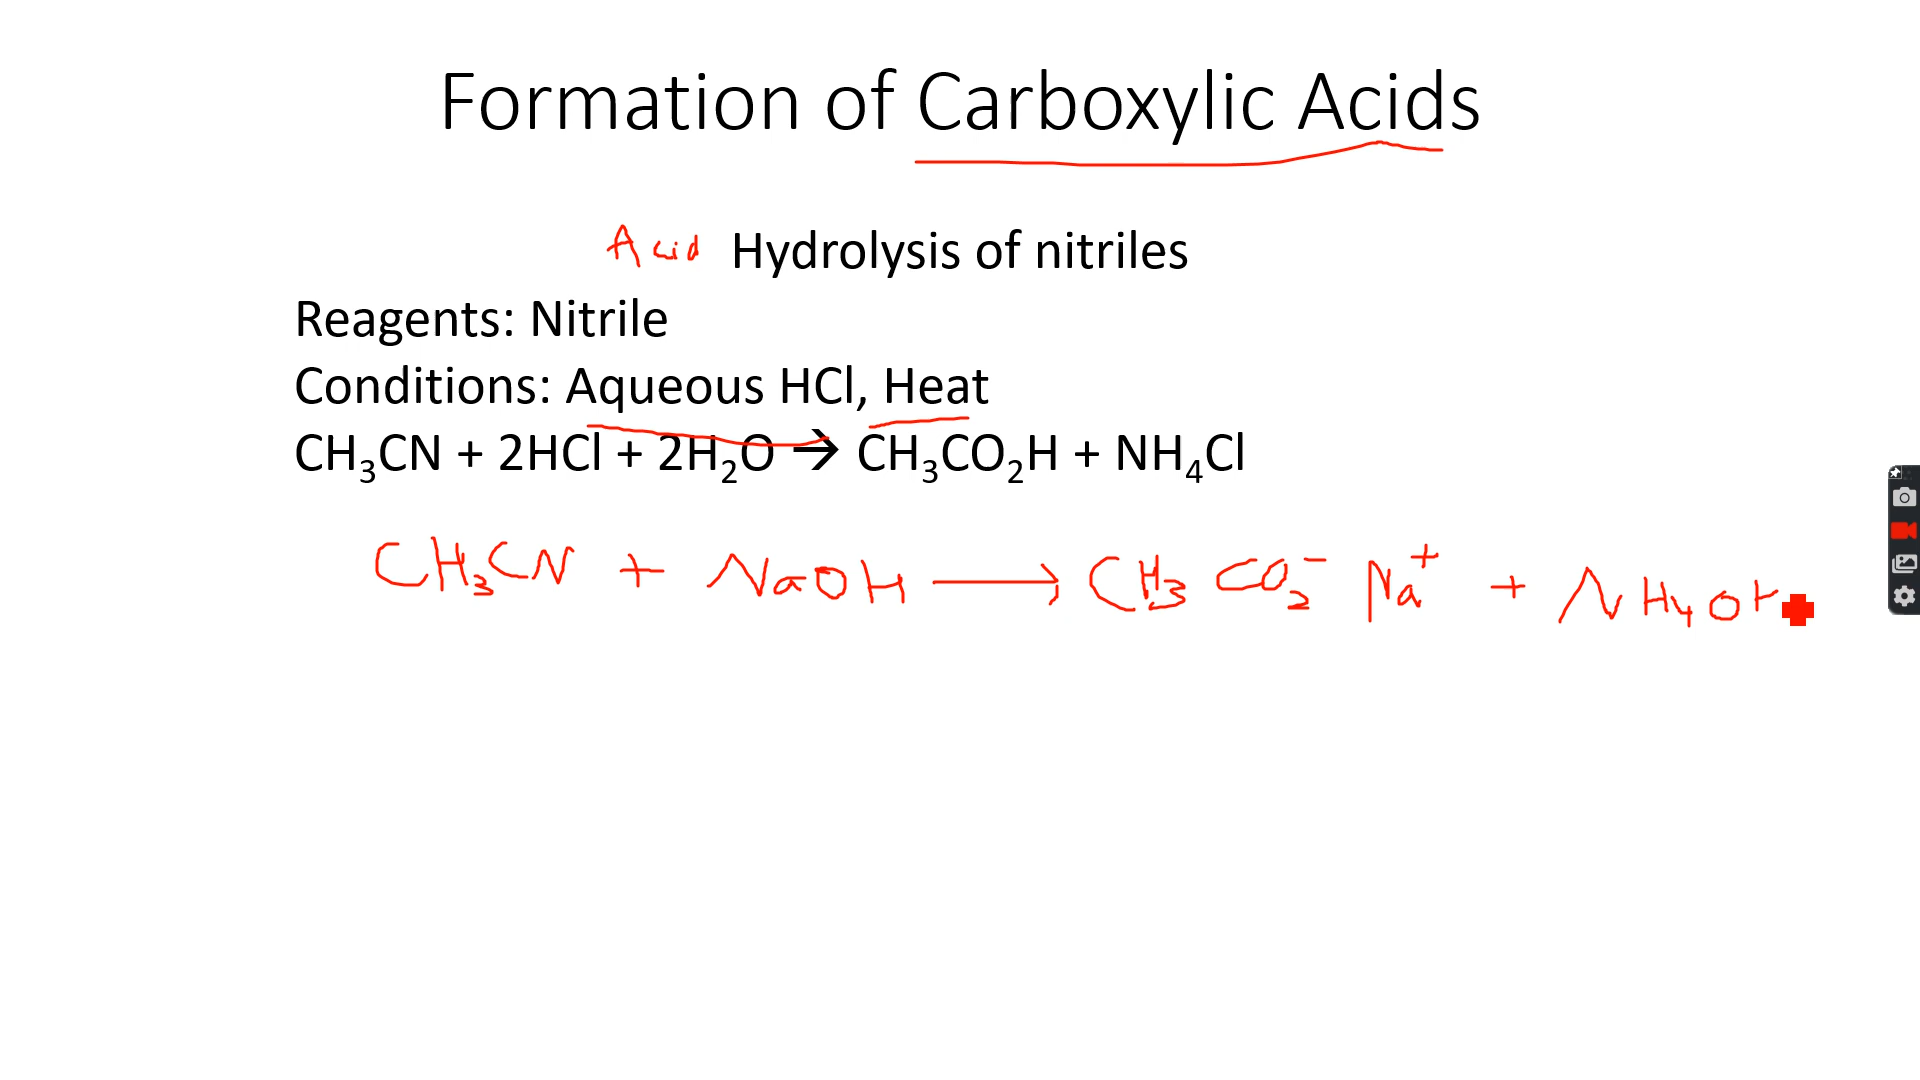 Formation of Carboxylic Acids
Acid Hydrolysis of nitriles
Reagents: Nitrile
Conditions: Aqueous HCl, Heat
CH₃CN + 2HCl + 2H₂O → CH₃CO₂H + NH₄Cl
CH₃CN + NaOH → CH₃CO₂⁻ Na⁺ + NH₄OH